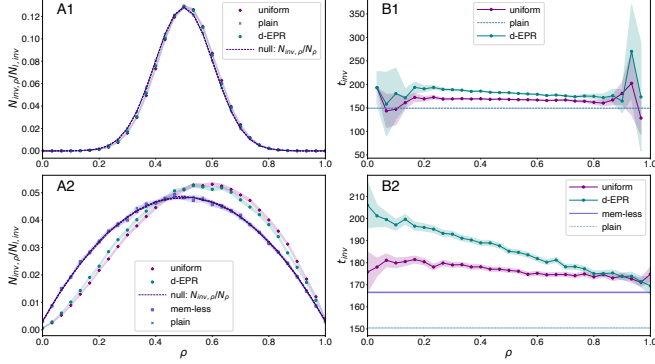 A1
N_{inv, ρ}/N_{l, inv}
0.12
0.10
0.08
0.06
0.04
0.02
0.00
uniform
plain
d-EPR
null: N_{inv, ρ}/N_ρ
0.0 0.2 0.4 0.6 0.8 1.0
B1
t_{inv}
350
300
250
200
150
100
50
uniform
plain
d-EPR
0.0 0.2 0.4 0.6 0.8 1.0
A2
N_{inv, ρ}/N_{l, inv}
0.05
0.04
0.03
0.02
0.01
0.00
uniform
d-EPR
null: N_{inv, ρ}/N_ρ
mem-less
plain
0.0 0.2 0.4 0.6 0.8 1.0
ρ
B2
t_{inv}
210
200
190
180
170
160
150
uniform
d-EPR
mem-less
plain
0.0 0.2 0.4 0.6 0.8 1.0
ρ